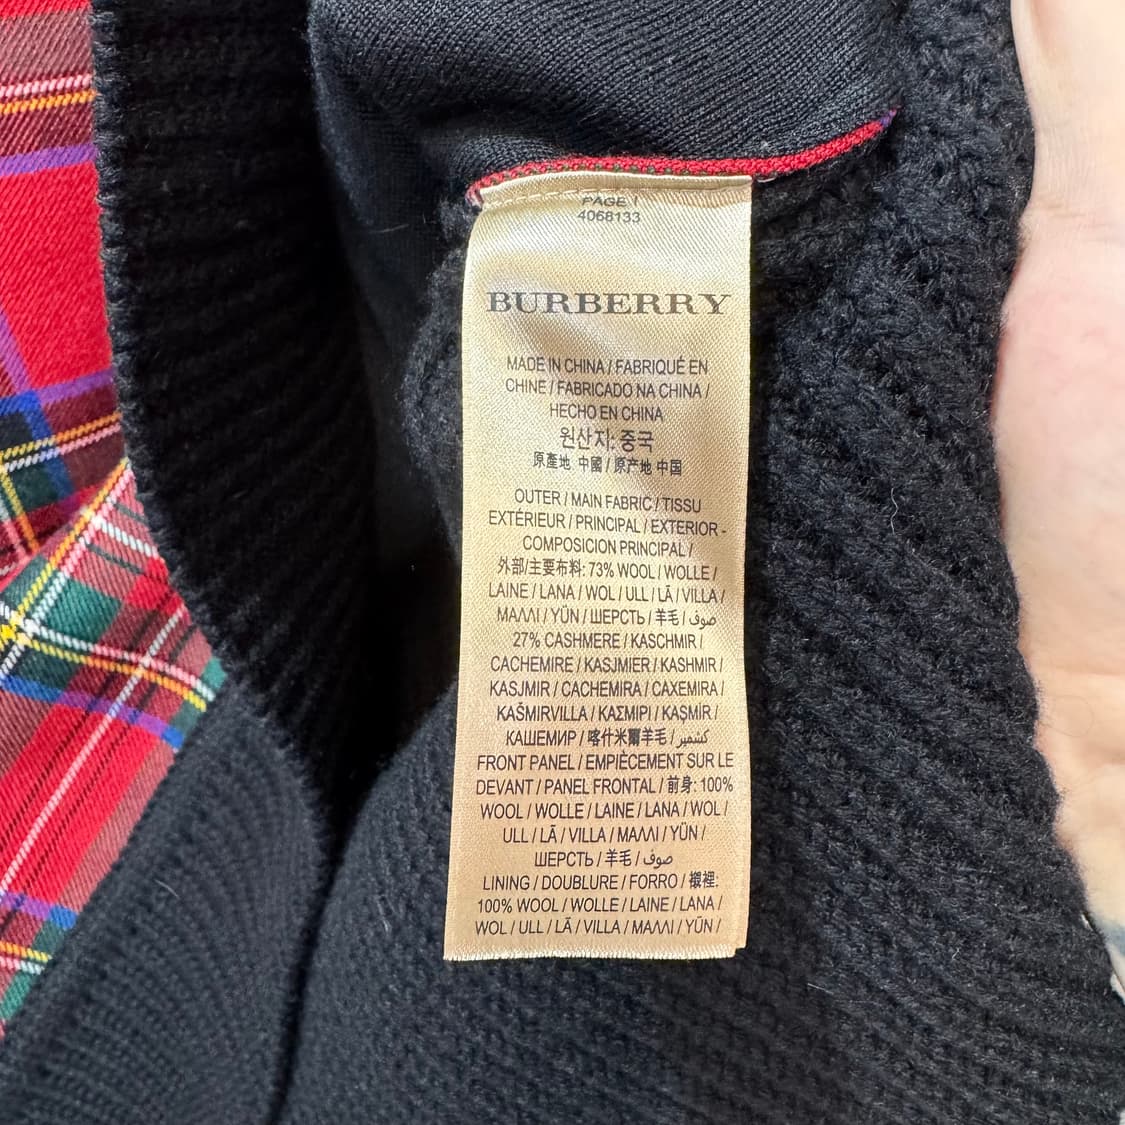 PAGE 1
4068133
BURBERRY
MADE IN CHINA / FABRIQUÉ EN
CHINE / FABRICADO NA CHINA /
HECHO EN CHINA
원산지: 중국
原產地 中國 / 原产地 中国
OUTER / MAIN FABRIC / TISSU
EXTÉRIEUR / PRINCIPAL / EXTERIOR -
COMPOSICION PRINCIPAL /
外部/主要布料: 73% WOOL / WOLLE /
LAINE / LANA / WOL / ULL / LÃ / VILLA /
ΜΑΛΛΙ / YÜN / ШЕРСТЬ / 羊毛 / صوف
27% CASHMERE / KASCHMIR /
CACHEMIRE / KASJMIER / KASHMIR /
KASJMIR / CACHEMIRA / CAXEMIRA /
KAŠMIRVILLA / ΚΑΣΜΙΡΙ / KAŞMİR /
КАШЕМИР / 喀什米爾羊毛 / كشمير
FRONT PANEL / EMPIÈCEMENT SUR LE
DEVANT / PANEL FRONTAL / 前身: 100%
WOOL / WOLLE / LAINE / LANA / WOL /
ULL / LÃ / VILLA / ΜΑΛΛΙ / YÜN /
ШЕРСТЬ / 羊毛 / صوف
LINING / DOUBLURE / FORRO / 襯裡:
100% WOOL / WOLLE / LAINE / LANA /
WOL / ULL / LÃ / VILLA / ΜΑΛΛΙ / YÜN /